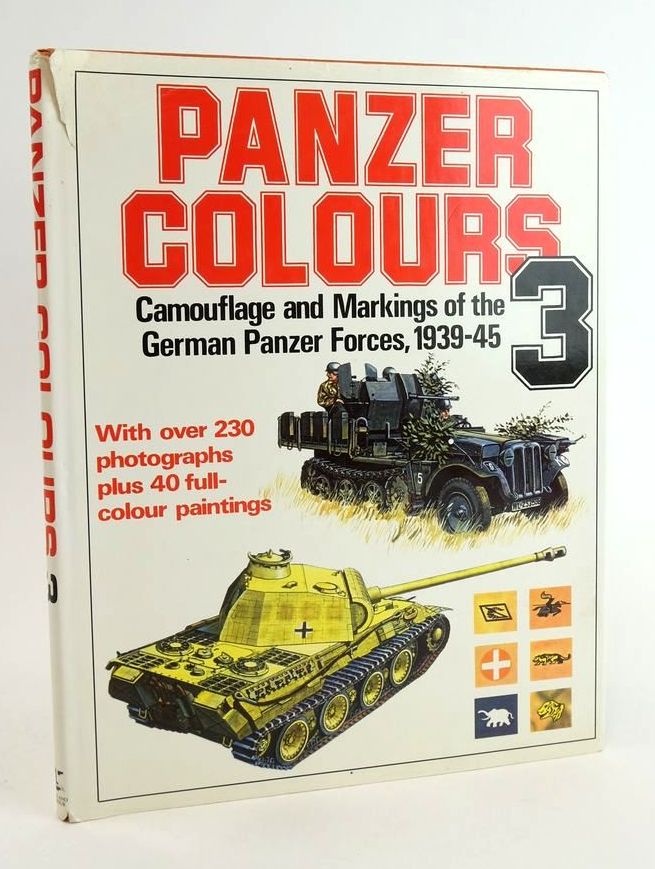 PANZER
COLOURS
3
Camouflage and Markings of the
German Panzer Forces, 1939-45
With over 230
photographs
plus 40 full-
colour paintings
5
PANZER COLOURS 3